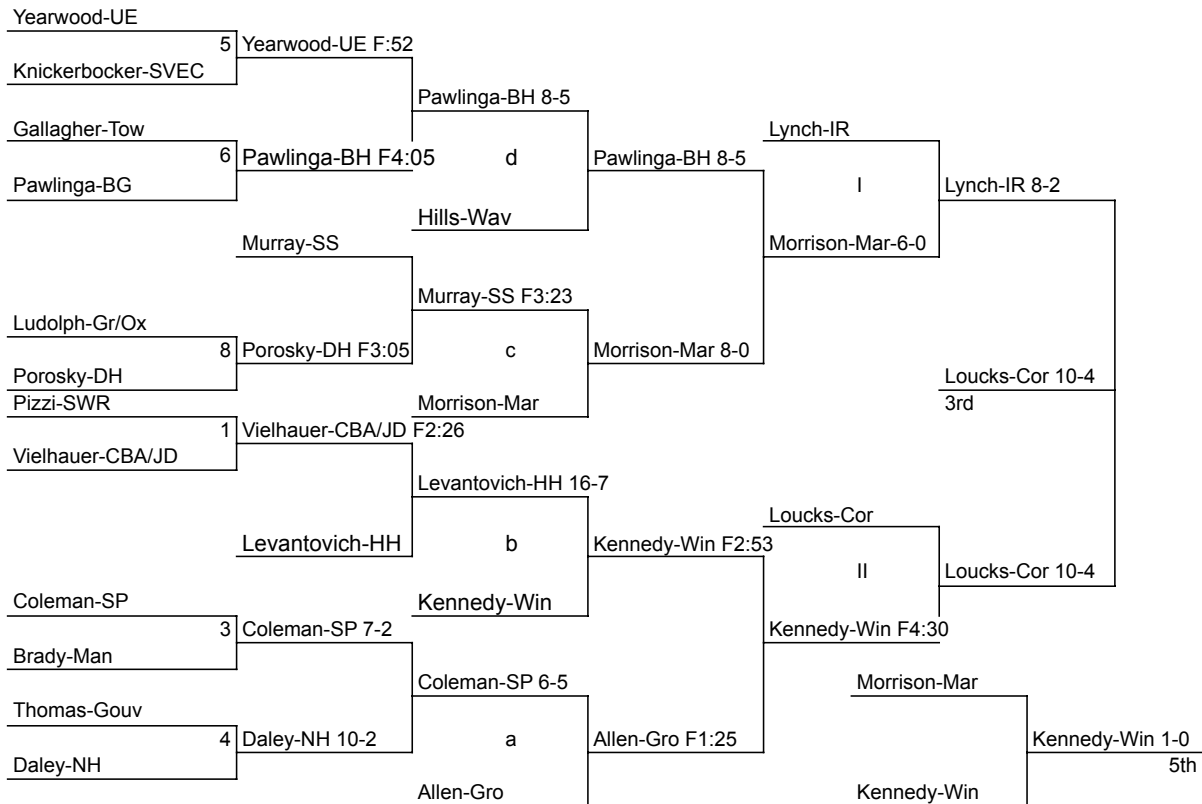 Yearwood-UE
5 Yearwood-UE F:52
Knickerbocker-SVEC
Pawlinga-BH 8-5
Gallagher-Tow
Lynch-IR
6 Pawlinga-BH F4:05
d
Pawlinga-BH 8-5
Pawlinga-BG
I
Lynch-IR 8-2
Hills-Wav
Murray-SS
Morrison-Mar-6-0
Murray-SS F3:23
Ludolph-Gr/Ox
8 Porosky-DH F3:05
c
Morrison-Mar 8-0
Porosky-DH
Loucks-Cor 10-4
3rd
Pizzi-SWR
Morrison-Mar
1 Vielhauer-CBA/JD F2:26
Vielhauer-CBA/JD
Levantovich-HH 16-7
Loucks-Cor
Levantovich-HH
b
Kennedy-Win F2:53
II
Loucks-Cor 10-4
Coleman-SP
Kennedy-Win
3 Coleman-SP 7-2
Kennedy-Win F4:30
Brady-Man
Coleman-SP 6-5
Morrison-Mar
Thomas-Gouv
4 Daley-NH 10-2
a
Allen-Gro F1:25
Kennedy-Win 1-0
5th
Daley-NH
Allen-Gro
Kennedy-Win